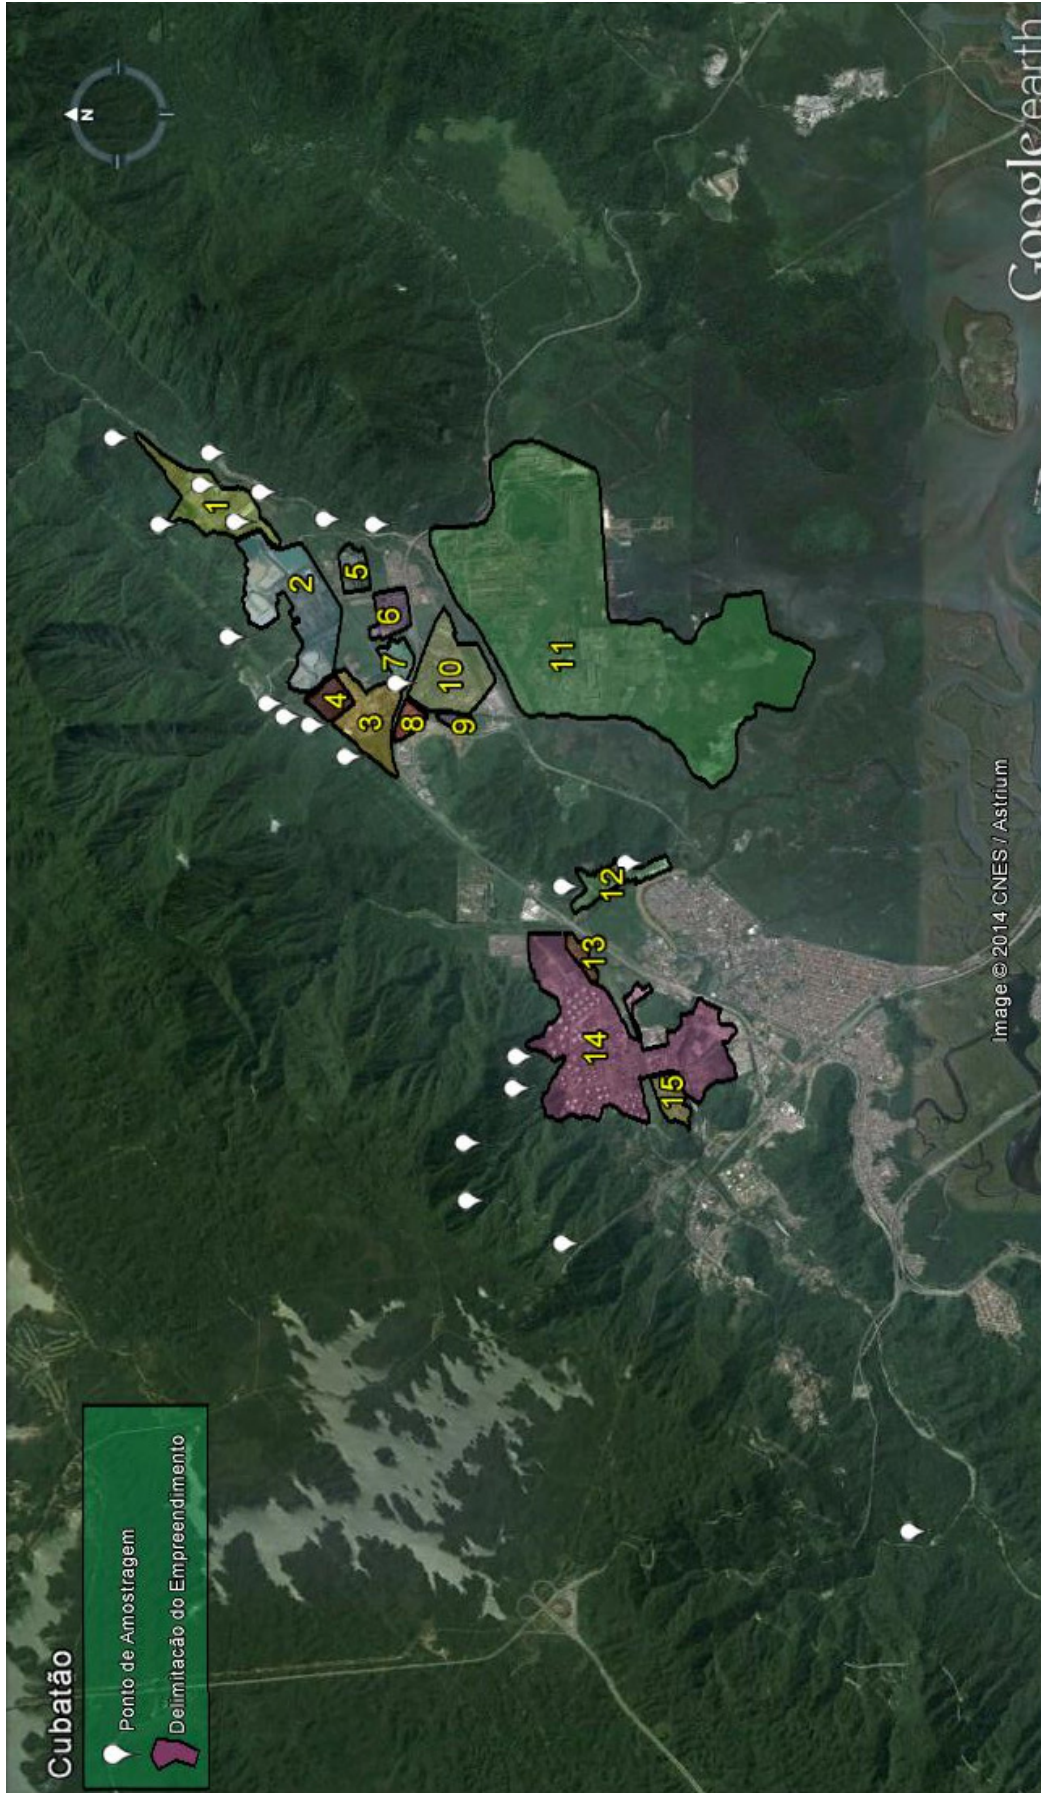 Cubatão
Ponto de Amostragem
Delimitação do Empreendimento
N
1
2
3
4
5
6
7
8
9
10
11
12
13
14
15
Image © 2014 CNES / Astrium
Google earth